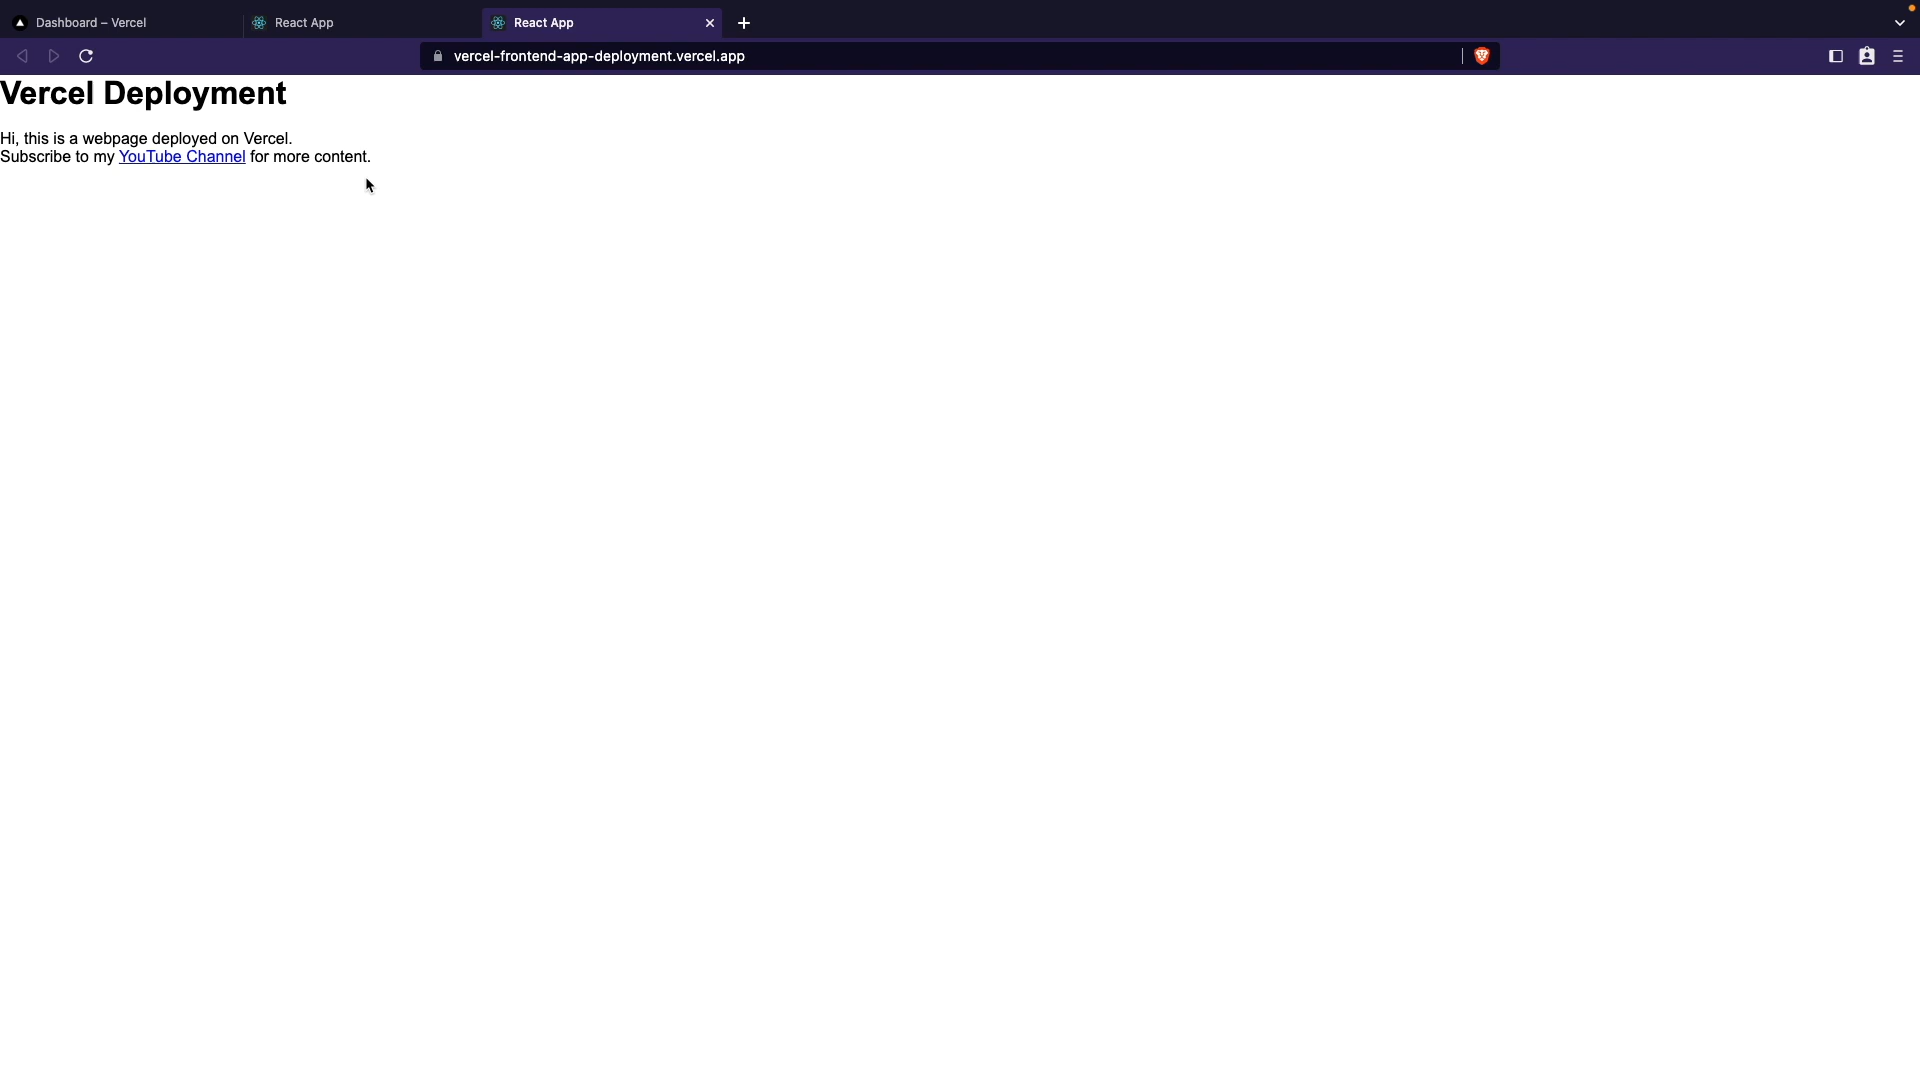 Dashboard – Vercel
React App
React App
vercel-frontend-app-deployment.vercel.app
Vercel Deployment
Hi, this is a webpage deployed on Vercel.
Subscribe to my YouTube Channel for more content.